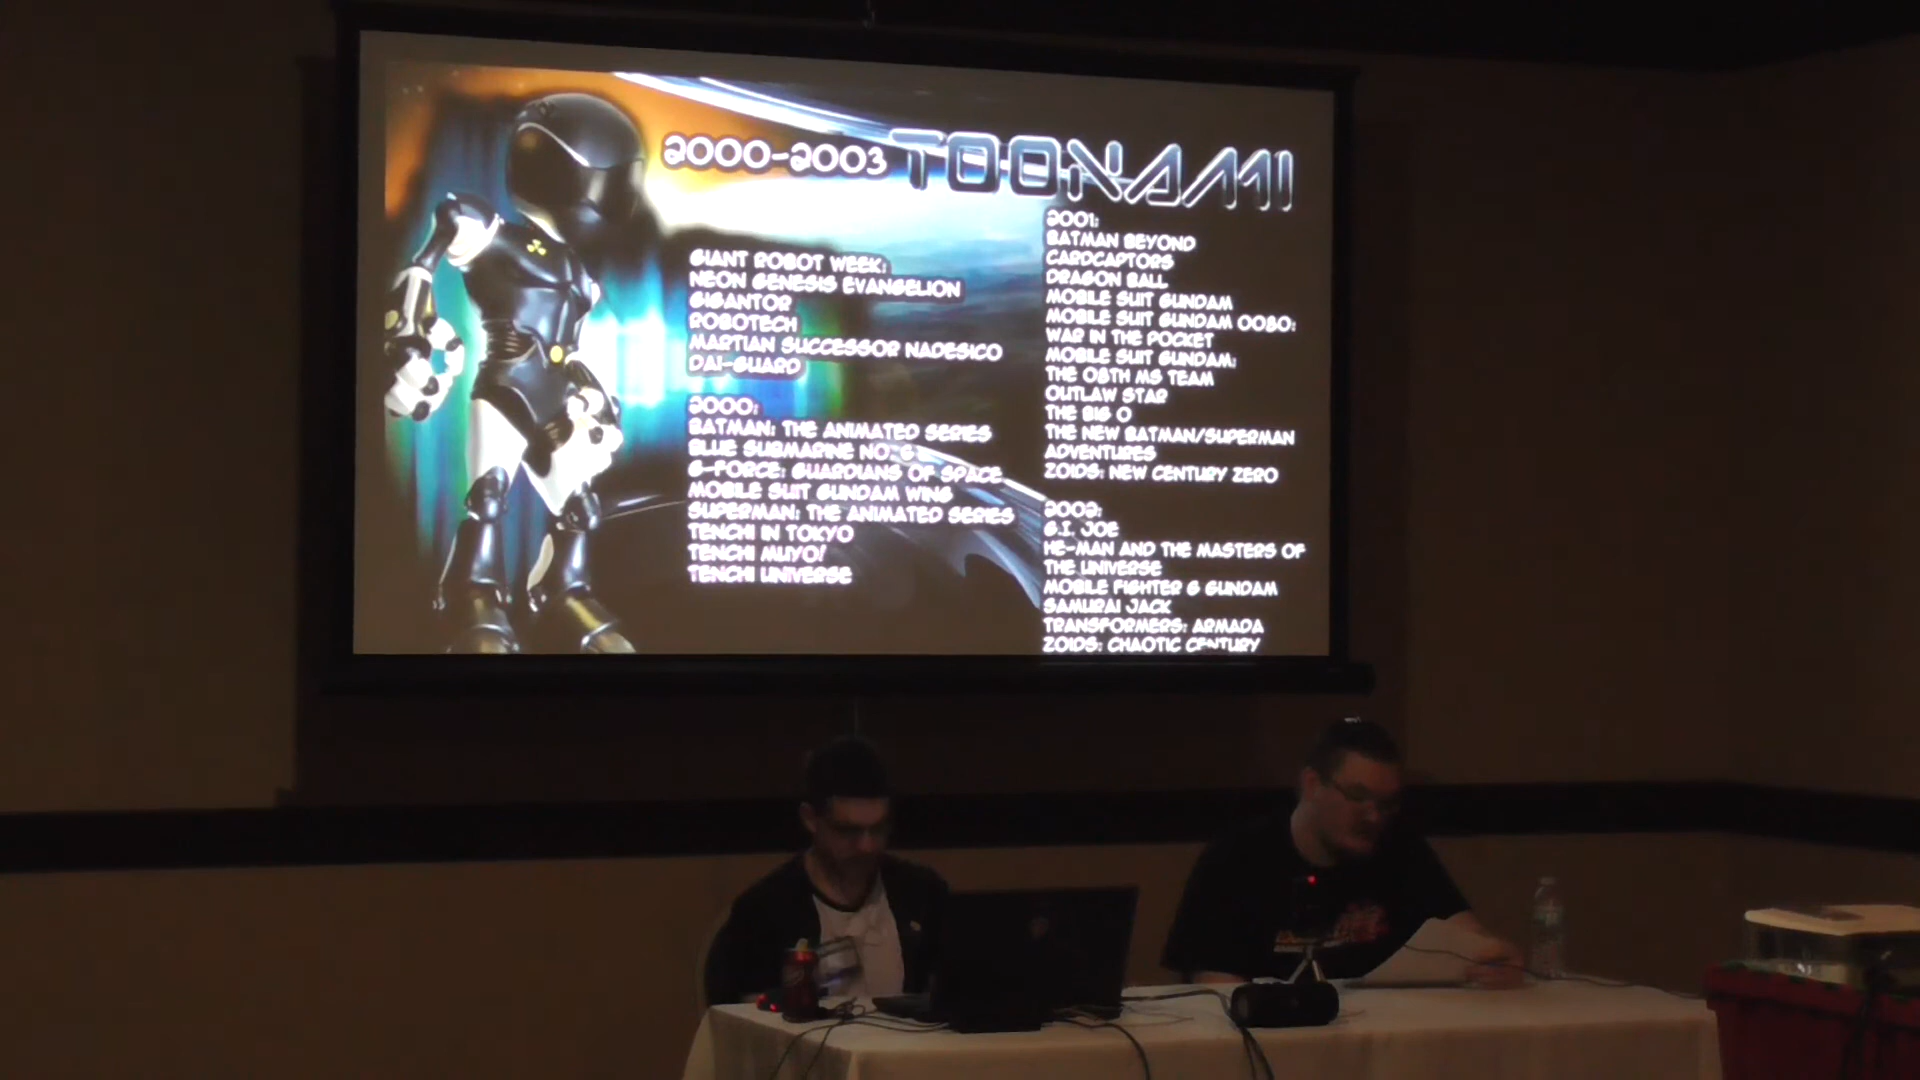 2000-2003 TOONAMI
GIANT ROBOT WEEK:
NEON GENESIS EVANGELION
GIGANTOR
ROBOTECH
MARTIAN SUCCESSOR NADESICO
DAI-GUARD
2000:
BATMAN: THE ANIMATED SERIES
BLUE SUBMARINE NO. 6
G-FORCE: GUARDIANS OF SPACE
MOBILE SUIT GUNDAM WING
SUPERMAN: THE ANIMATED SERIES
TENCHI IN TOKYO
TENCHI MUYO!
TENCHI UNIVERSE
2001:
BATMAN BEYOND
CARDCAPTORS
DRAGON BALL
MOBILE SUIT GUNDAM
MOBILE SUIT GUNDAM 0080:
WAR IN THE POCKET
MOBILE SUIT GUNDAM:
THE 08TH MS TEAM
OUTLAW STAR
THE BIG O
THE NEW BATMAN/SUPERMAN
ADVENTURES
ZOIDS: NEW CENTURY ZERO
2002:
G.I. JOE
HE-MAN AND THE MASTERS OF
THE UNIVERSE
MOBILE FIGHTER G GUNDAM
SAMURAI JACK
TRANSFORMERS: ARMADA
ZOIDS: CHAOTIC CENTURY